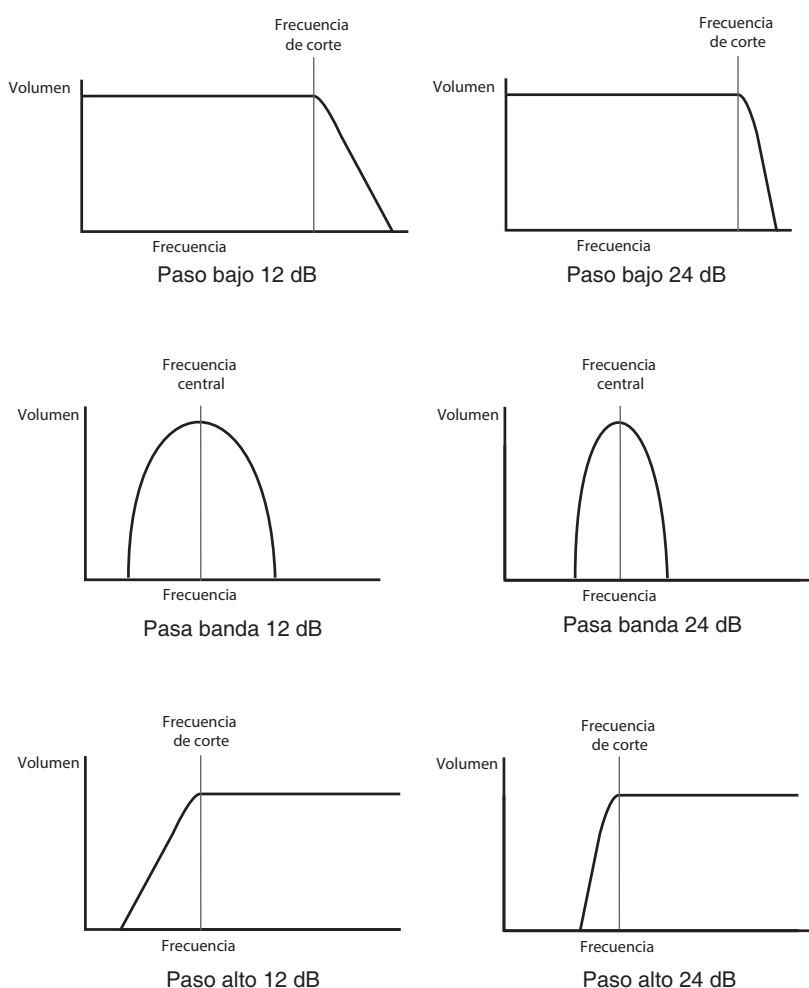 Frecuencia
de corte
Volumen
Frecuencia
Paso bajo 12 dB
Frecuencia
de corte
Volumen
Frecuencia
Paso bajo 24 dB
Frecuencia
central
Volumen
Frecuencia
Pasa banda 12 dB
Frecuencia
central
Volumen
Frecuencia
Pasa banda 24 dB
Frecuencia
de corte
Volumen
Frecuencia
Paso alto 12 dB
Frecuencia
de corte
Volumen
Frecuencia
Paso alto 24 dB